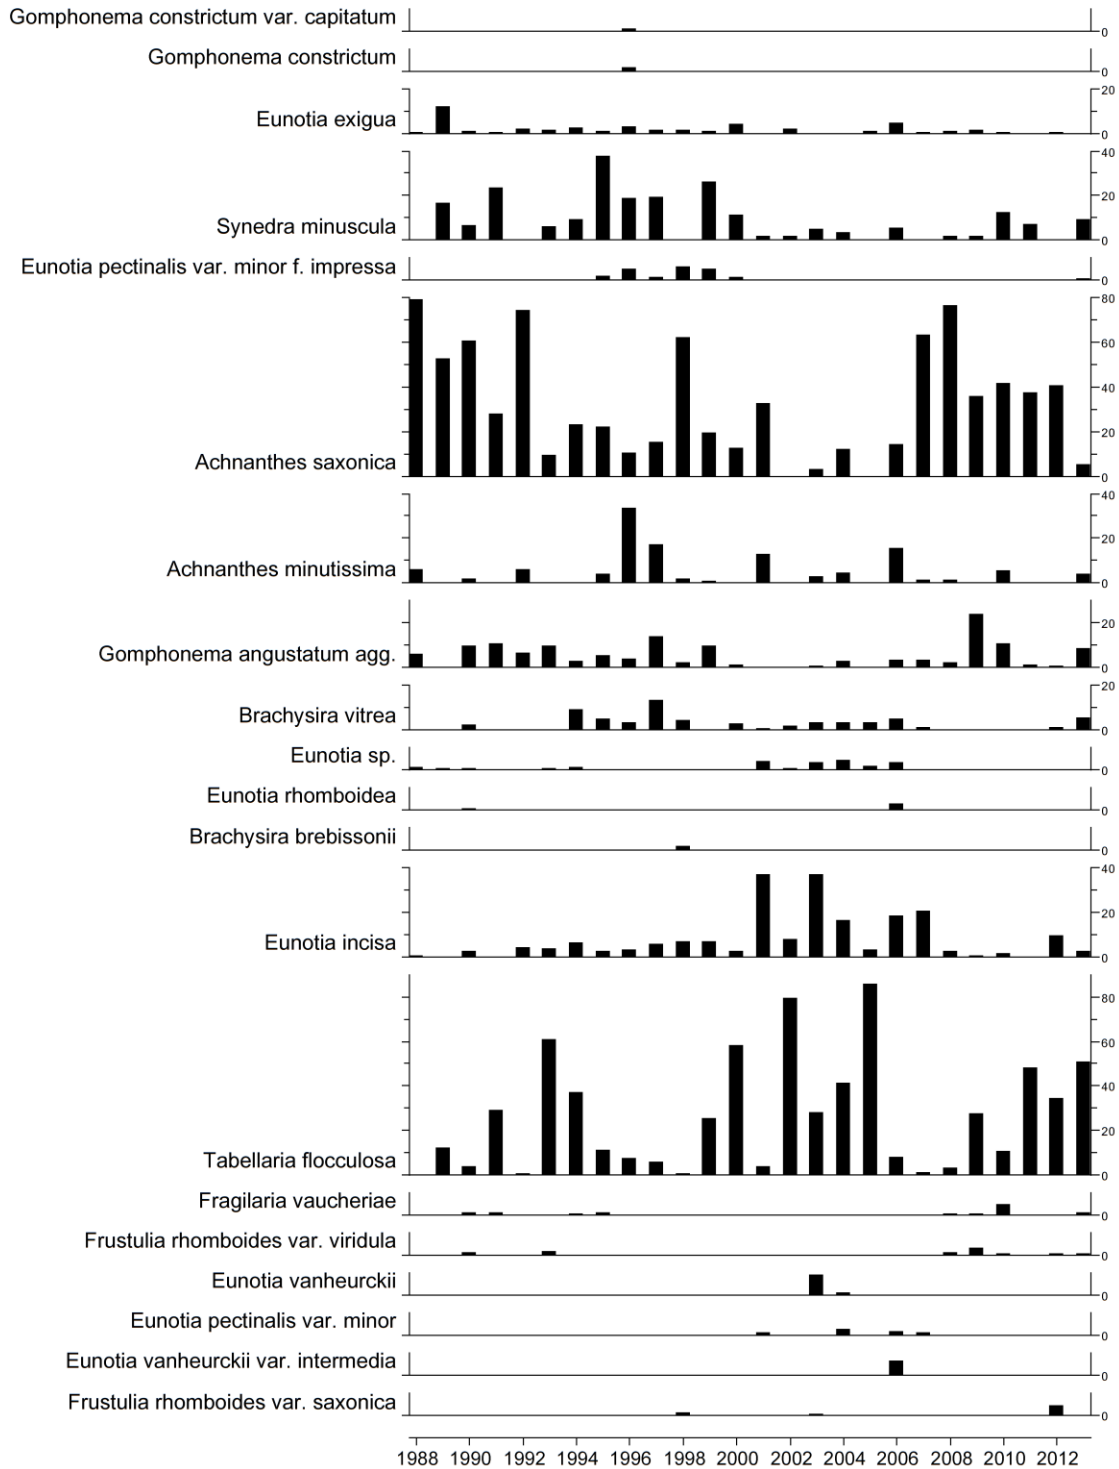 Gomphonema constrictum var. capitatum
0
Gomphonema constrictum
0
20
Eunotia exigua
0
40
20
Synedra minuscula
0
Eunotia pectinalis var. minor f. impressa
0
80
60
40
20
Achnanthes saxonica
0
40
20
Achnanthes minutissima
0
20
Gomphonema angustatum agg.
0
20
Brachysira vitrea
0
Eunotia sp.
0
Eunotia rhomboidea
0
Brachysira brebissonii
0
40
20
Eunotia incisa
0
80
60
40
20
Tabellaria flocculosa
0
Fragilaria vaucheriae
0
Frustulia rhomboides var. viridula
0
Eunotia vanheurckii
0
Eunotia pectinalis var. minor
0
Eunotia vanheurckii var. intermedia
0
Frustulia rhomboides var. saxonica
0
1988 1990 1992 1994 1996 1998 2000 2002 2004 2006 2008 2010 2012